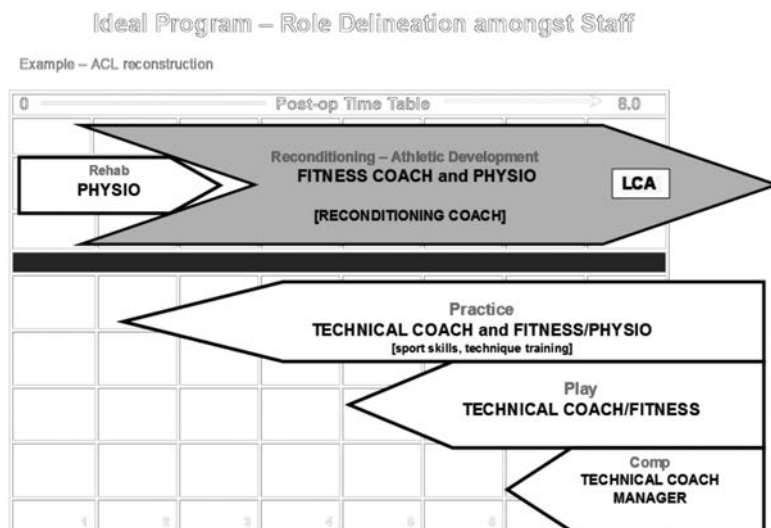 Ideal Program – Role Delineation amongst Staff
Example – ACL reconstruction
0 Post-op Time Table 8.0
Reconditioning – Athletic Development
Rehab
FITNESS COACH and PHYSIO
PHYSIO
LCA
[RECONDITIONING COACH]
Practice
TECHNICAL COACH and FITNESS/PHYSIO
[sport skills, technique training]
Play
TECHNICAL COACH/FITNESS
Comp
TECHNICAL COACH
MANAGER
1 2 3 4 5 6